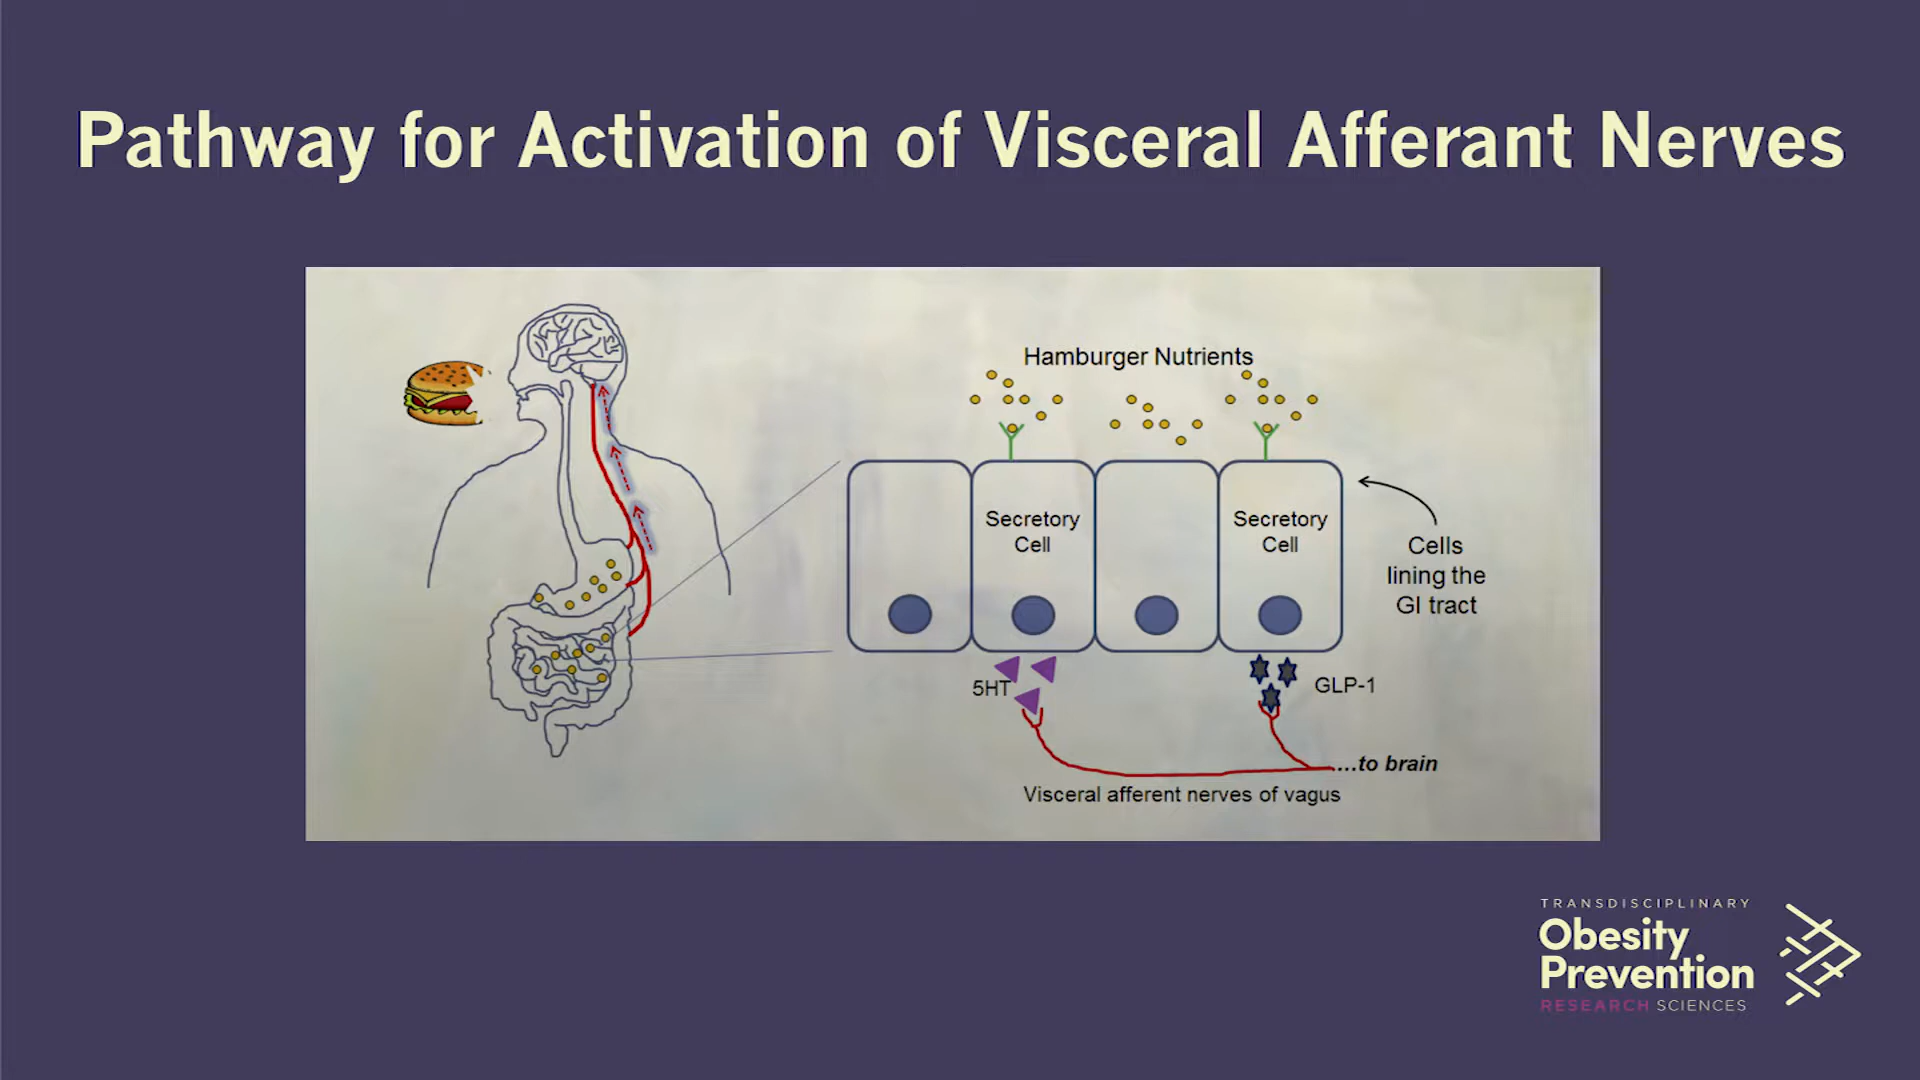 Pathway for Activation of Visceral Afferant Nerves
Hamburger Nutrients
Secretory
Cell
Secretory
Cell
Cells
lining the
GI tract
5HT
GLP-1
...to brain
Visceral afferent nerves of vagus
TRANSDISCIPLINARY
Obesity
Prevention
RESEARCH SCIENCES